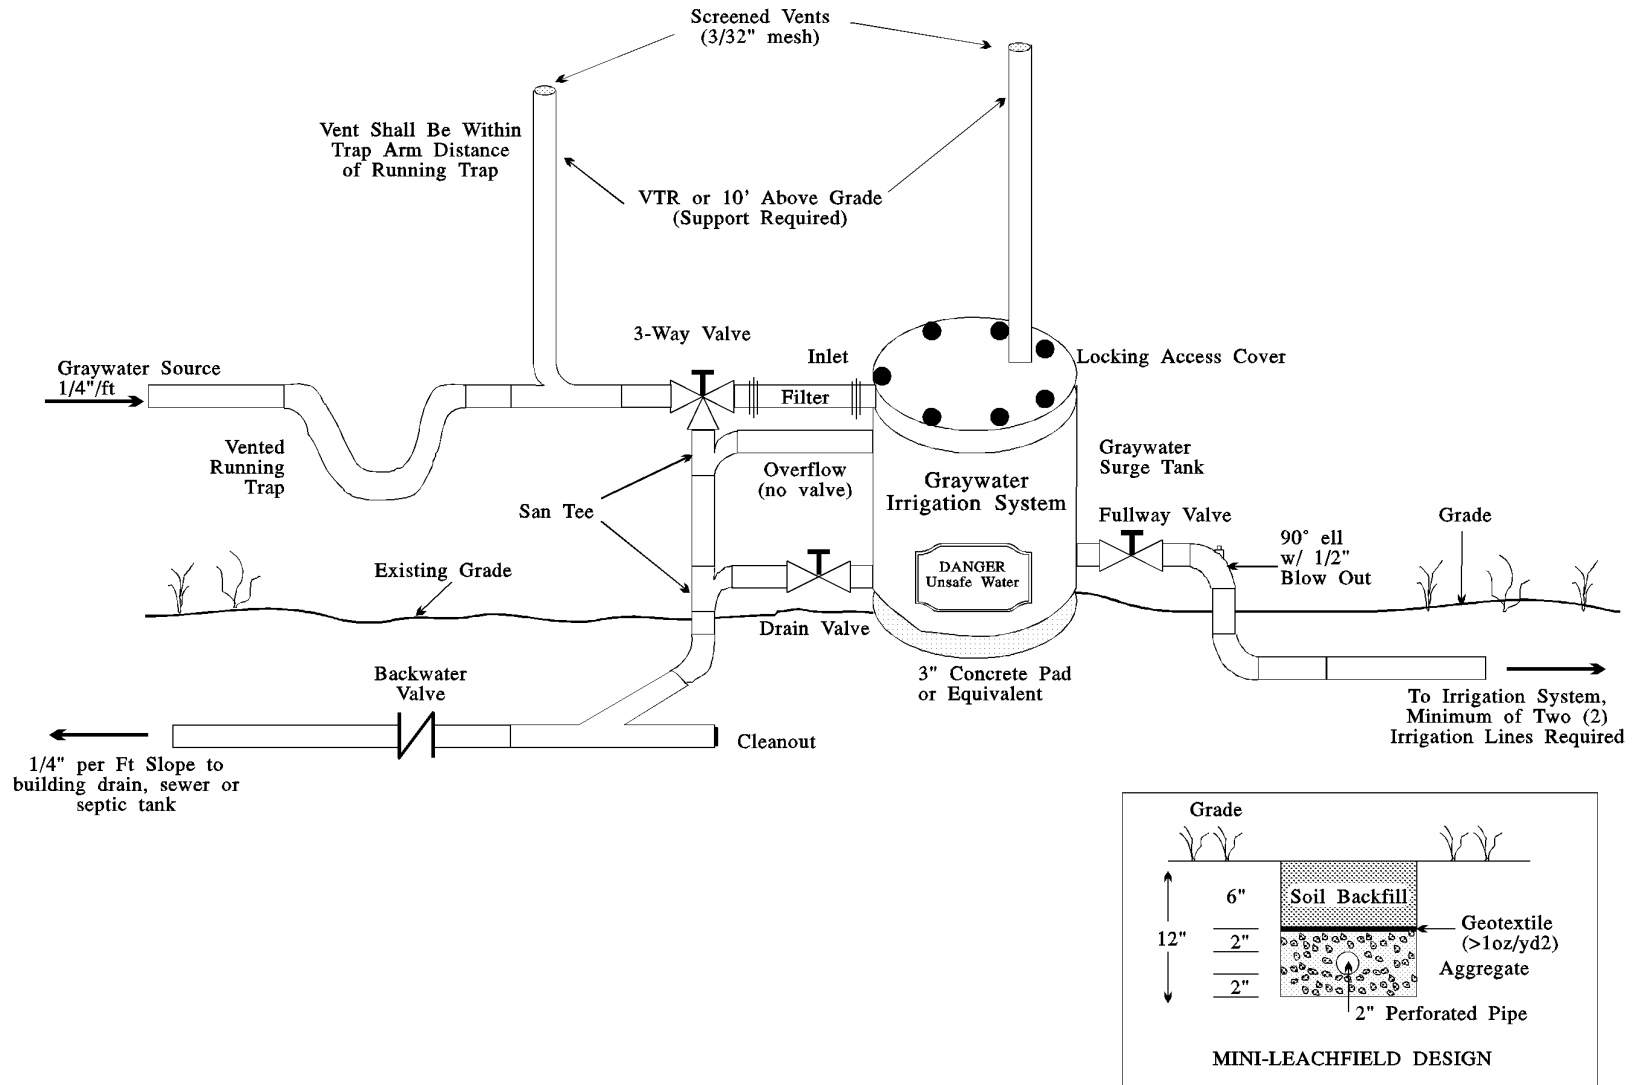 Screened Vents
(3/32" mesh)
Vent Shall Be Within
Trap Arm Distance
of Running Trap
VTR or 10' Above Grade
(Support Required)
3-Way Valve
Graywater Source
1/4"/ft
Inlet
Locking Access Cover
Filter
Vented
Running
Trap
Overflow
(no valve)
Graywater
Surge Tank
Graywater
Irrigation System
San Tee
Fullway Valve
Grade
90° ell
w/ 1/2"
Blow Out
Existing Grade
DANGER
Unsafe Water
Drain Valve
Backwater
Valve
3" Concrete Pad
or Equivalent
To Irrigation System,
Minimum of Two (2)
Irrigation Lines Required
Cleanout
1/4" per Ft Slope to
building drain, sewer or
septic tank
Grade
6"
Soil Backfill
12"
2"
Geotextile
(>1oz/yd2)
Aggregate
2"
2" Perforated Pipe
MINI-LEACHFIELD DESIGN